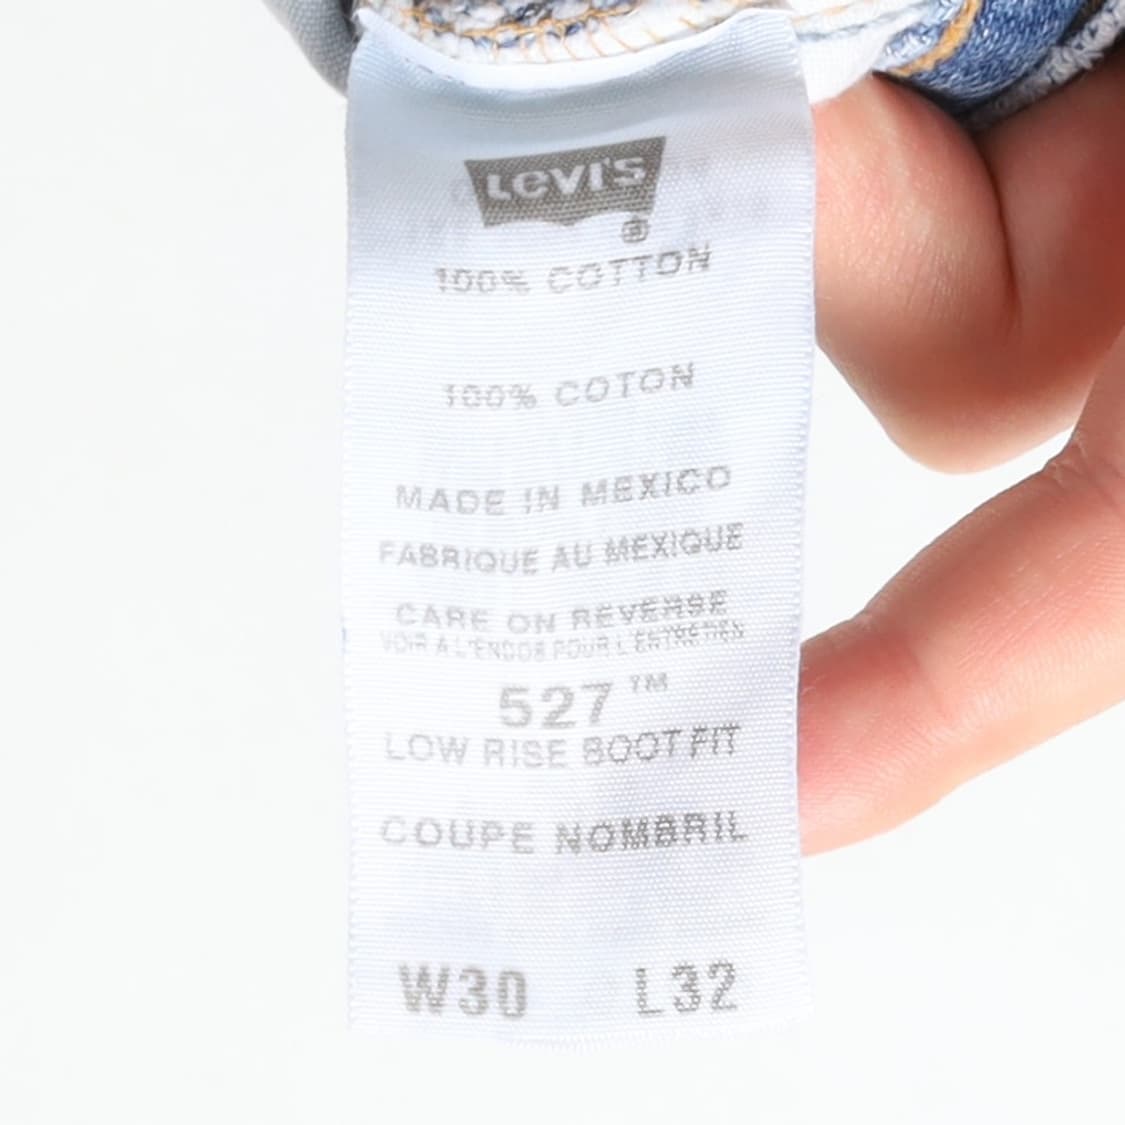 Levi's
®
100% COTTON
100% COTON
MADE IN MEXICO
FABRIQUE AU MEXIQUE
CARE ON REVERSE
VOIR A L'ENDOS POUR L'ENTRETIEN
527™
LOW RISE BOOT FIT
COUPE NOMBRIL
W30 L32